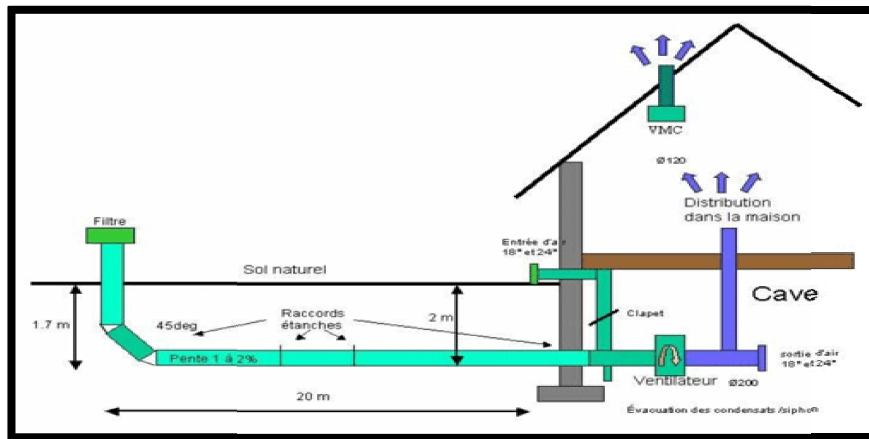 VMC
Ø120
Filtre
Distribution
dans la maison
Entrée d'air
18° et 24°
Sol naturel
Cave
Clapet
1.7 m
45deg
Raccords
étanches
2 m
Pente 1 à 2%
sortie d'air
18° et 24°
Ventilateur
Ø200
20 m
Évacuation des condensats /siphon